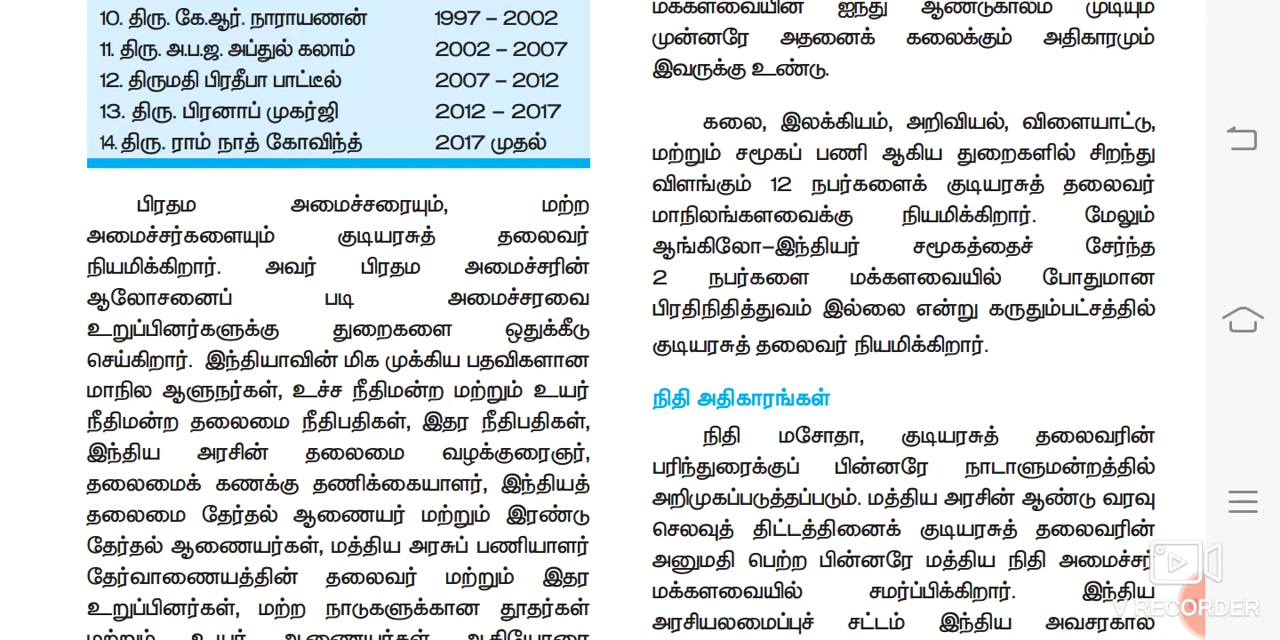 10. திரு. கே.ஆர். நாராயணன் 1997 – 2002
11. திரு. அ.ப.ஜ. அப்துல் கலாம் 2002 – 2007
12. திருமதி பிரதீபா பாட்டீல் 2007 – 2012
13. திரு. பிரனாப் முகர்ஜி 2012 – 2017
14. திரு. ராம் நாத் கோவிந்த் 2017 முதல்
பிரதம அமைச்சரையும், மற்ற
அமைச்சர்களையும் குடியரசுத் தலைவர்
நியமிக்கிறார். அவர் பிரதம அமைச்சரின்
ஆலோசனைப் படி அமைச்சரவை
உறுப்பினர்களுக்கு துறைகளை ஒதுக்கீடு
செய்கிறார். இந்தியாவின் மிக முக்கிய பதவிகளான
மாநில ஆளுநர்கள், உச்ச நீதிமன்ற மற்றும் உயர்
நீதிமன்ற தலைமை நீதிபதிகள், இதர நீதிபதிகள்,
இந்திய அரசின் தலைமை வழக்குரைஞர்,
தலைமைக் கணக்கு தணிக்கையாளர், இந்தியத்
தலைமை தேர்தல் ஆணையர் மற்றும் இரண்டு
தேர்தல் ஆணையர்கள், மத்திய அரசுப் பணியாளர்
தேர்வாணையத்தின் தலைவர் மற்றும் இதர
உறுப்பினர்கள், மற்ற நாடுகளுக்கான தூதர்கள்
மற்றும் உயர் ஆணையர்கள் ஆகியோரை
மக்களவையின் ஐந்து ஆண்டுகாலம் முடியும்
முன்னரே அதனைக் கலைக்கும் அதிகாரமும்
இவருக்கு உண்டு.
கலை, இலக்கியம், அறிவியல், விளையாட்டு,
மற்றும் சமூகப் பணி ஆகிய துறைகளில் சிறந்து
விளங்கும் 12 நபர்களைக் குடியரசுத் தலைவர்
மாநிலங்களவைக்கு நியமிக்கிறார். மேலும்
ஆங்கிலோ–இந்தியர் சமூகத்தைச் சேர்ந்த
2 நபர்களை மக்களவையில் போதுமான
பிரதிநிதித்துவம் இல்லை என்று கருதும்பட்சத்தில்
குடியரசுத் தலைவர் நியமிக்கிறார்.
நிதி அதிகாரங்கள்
நிதி மசோதா, குடியரசுத் தலைவரின்
பரிந்துரைக்குப் பின்னரே நாடாளுமன்றத்தில்
அறிமுகப்படுத்தப்படும். மத்திய அரசின் ஆண்டு வரவு
செலவுத் திட்டத்தினைக் குடியரசுத் தலைவரின்
அனுமதி பெற்ற பின்னரே மத்திய நிதி அமைச்சர்
மக்களவையில் சமர்ப்பிக்கிறார். இந்திய
அரசியலமைப்புச் சட்டம் இந்திய அவசரகால
V RECORDER